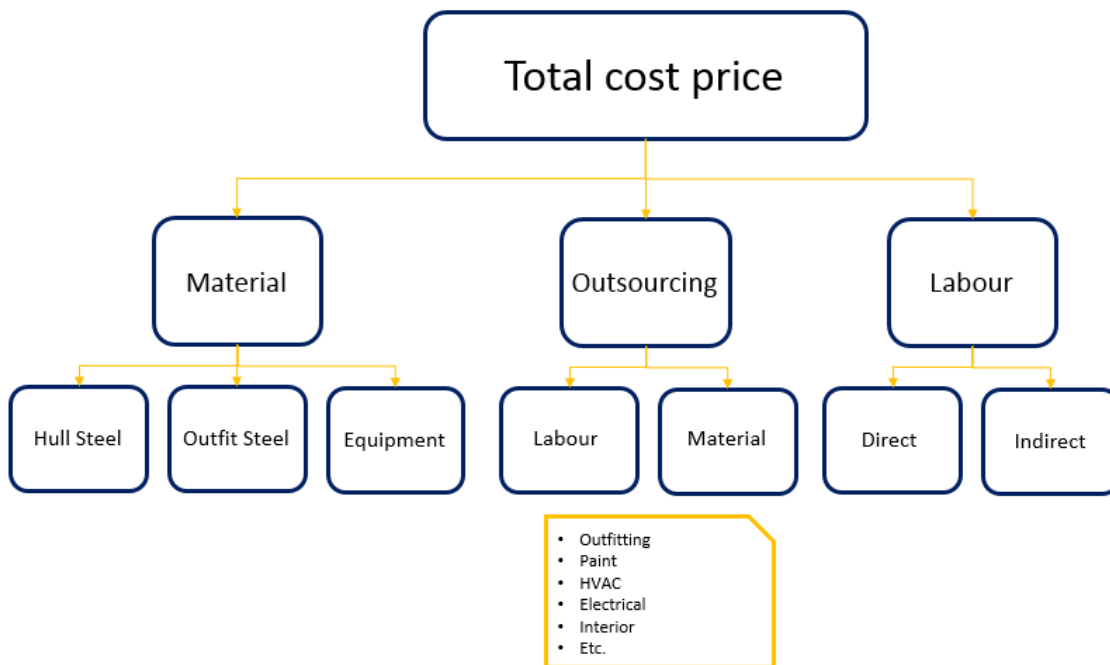 Total cost price
Material
Outsourcing
Labour
Hull Steel
Outfit Steel
Equipment
Labour
Material
Direct
Indirect
• Outfitting
• Paint
• HVAC
• Electrical
• Interior
• Etc.